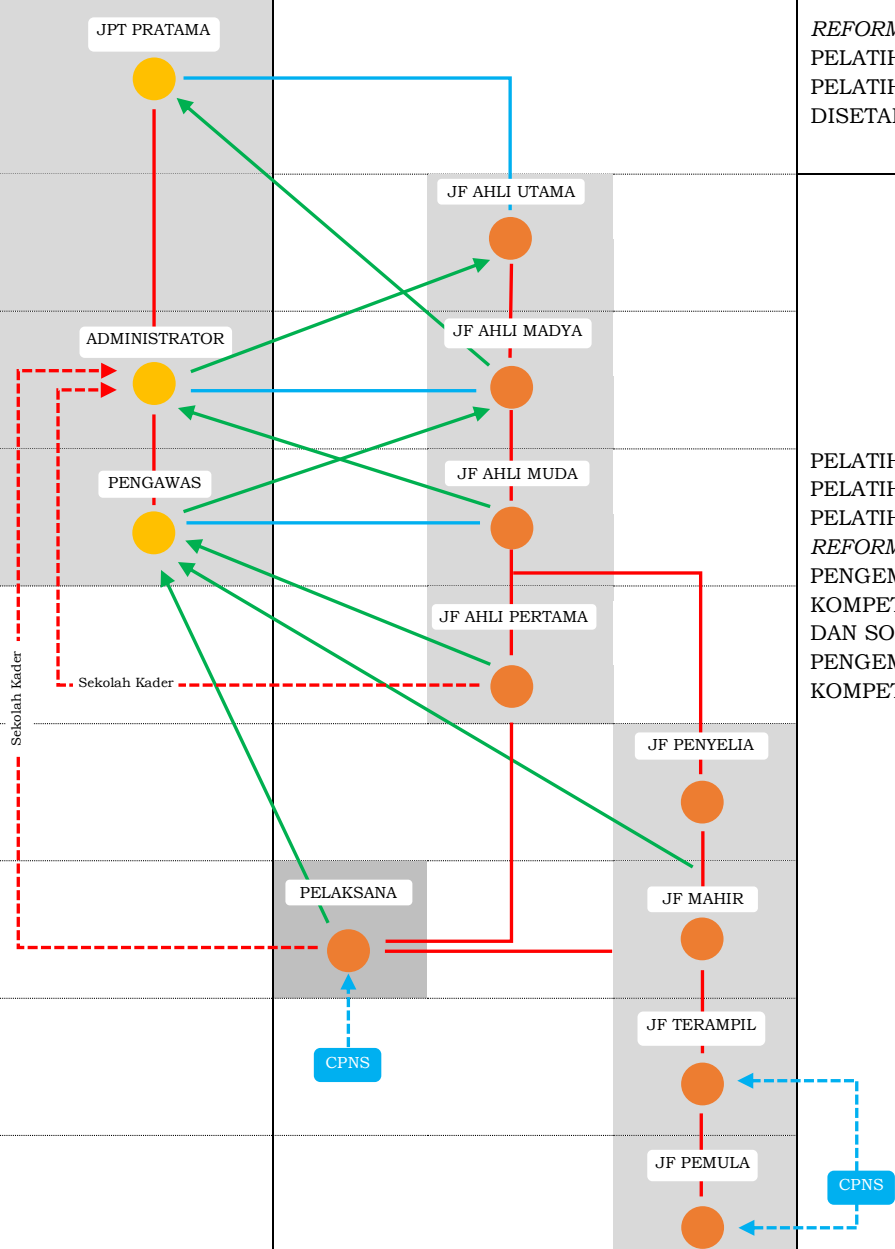 JPT PRATAMA
JF AHLI UTAMA
JF AHLI MADYA
ADMINISTRATOR
JF AHLI MUDA
PENGAWAS
JF AHLI PERTAMA
Sekolah Kader
Sekolah Kader
JF PENYELIA
PELAKSANA
JF MAHIR
JF TERAMPIL
CPNS
JF PEMULA
CPNS
REFORM
PELATIH
PELATIH
DISETAR
PELATIH
PELATIH
PELATIH
REFORM
PENGEM
KOMPET
DAN SO
PENGEM
KOMPET